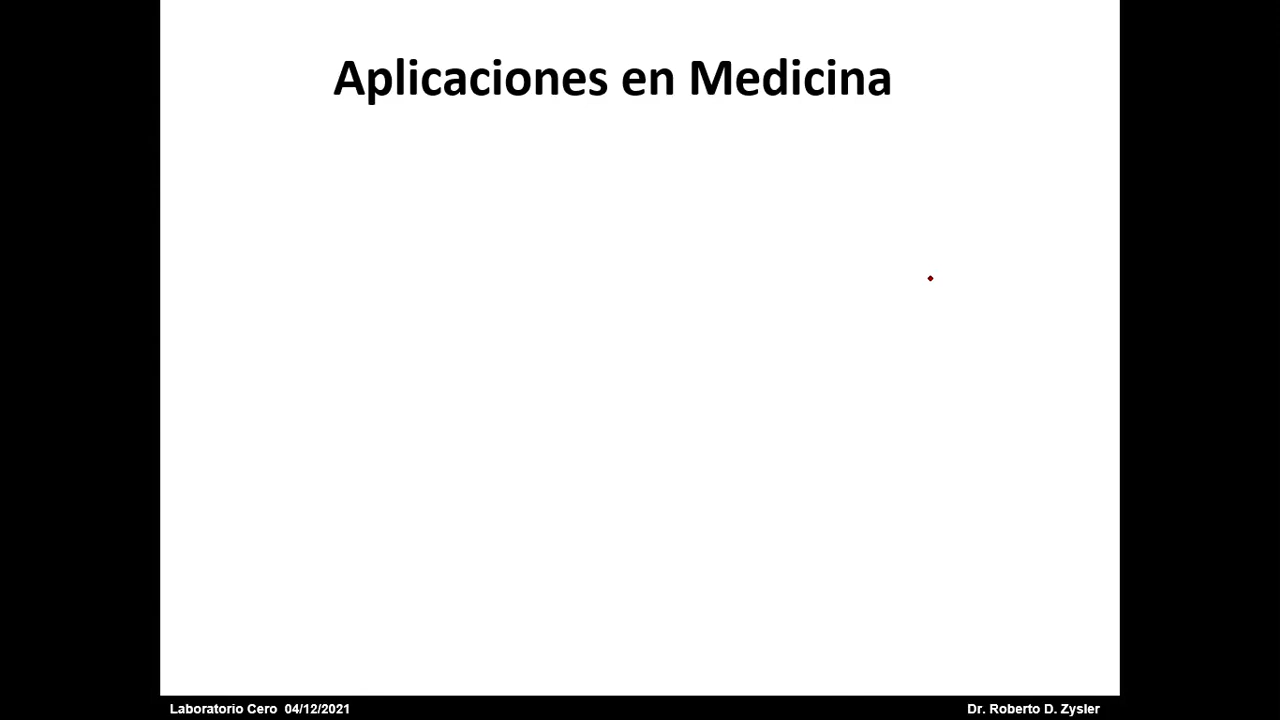 Aplicaciones en Medicina
Laboratorio Cero 04/12/2021
Dr. Roberto D. Zysler